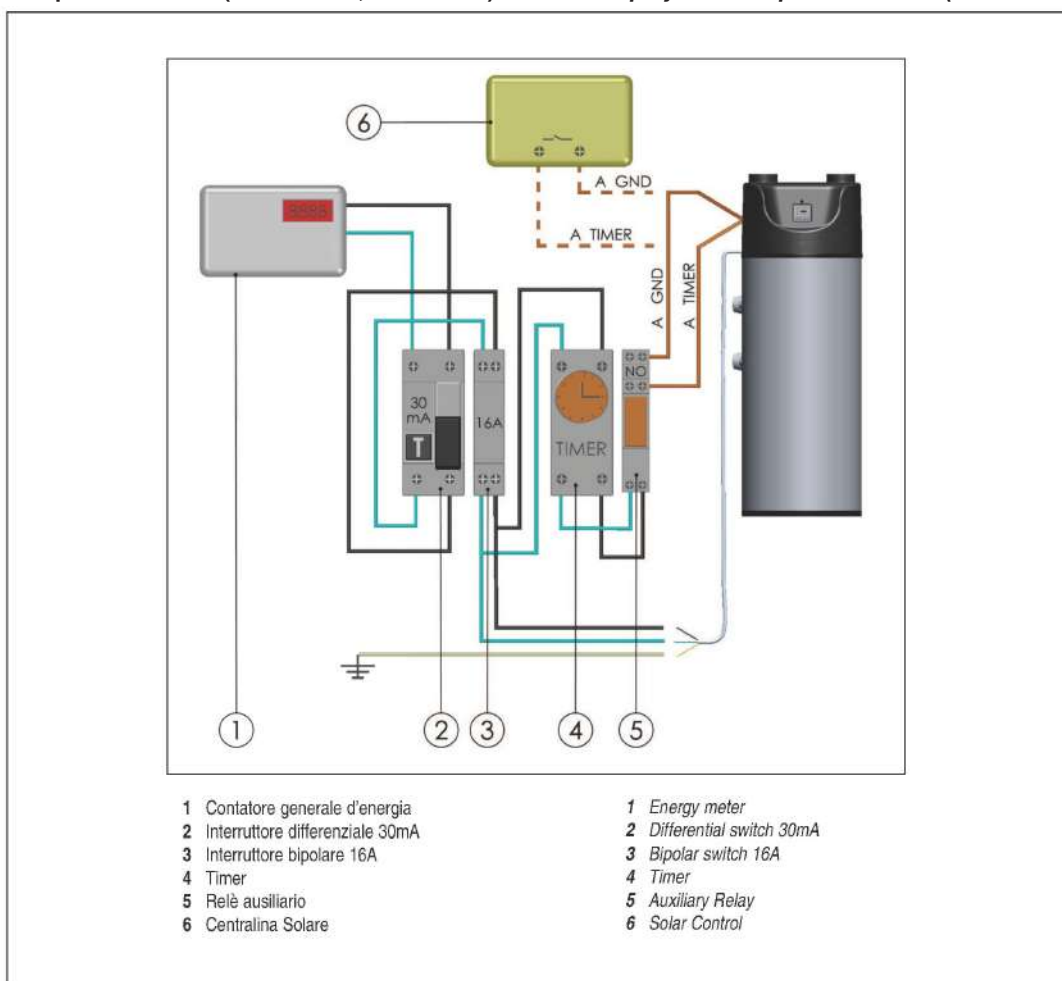 6
A GND
A TIMER
A GND
A TIMER
NO
30
mA
T
16A
TIMER
1
2
3
4
5
1 Contatore generale d'energia
2 Interruttore differenziale 30mA
3 Interruttore bipolare 16A
4 Timer
5 Relè ausiliario
6 Centralina Solare
1 Energy meter
2 Differential switch 30mA
3 Bipolar switch 16A
4 Timer
5 Auxiliary Relay
6 Solar Control